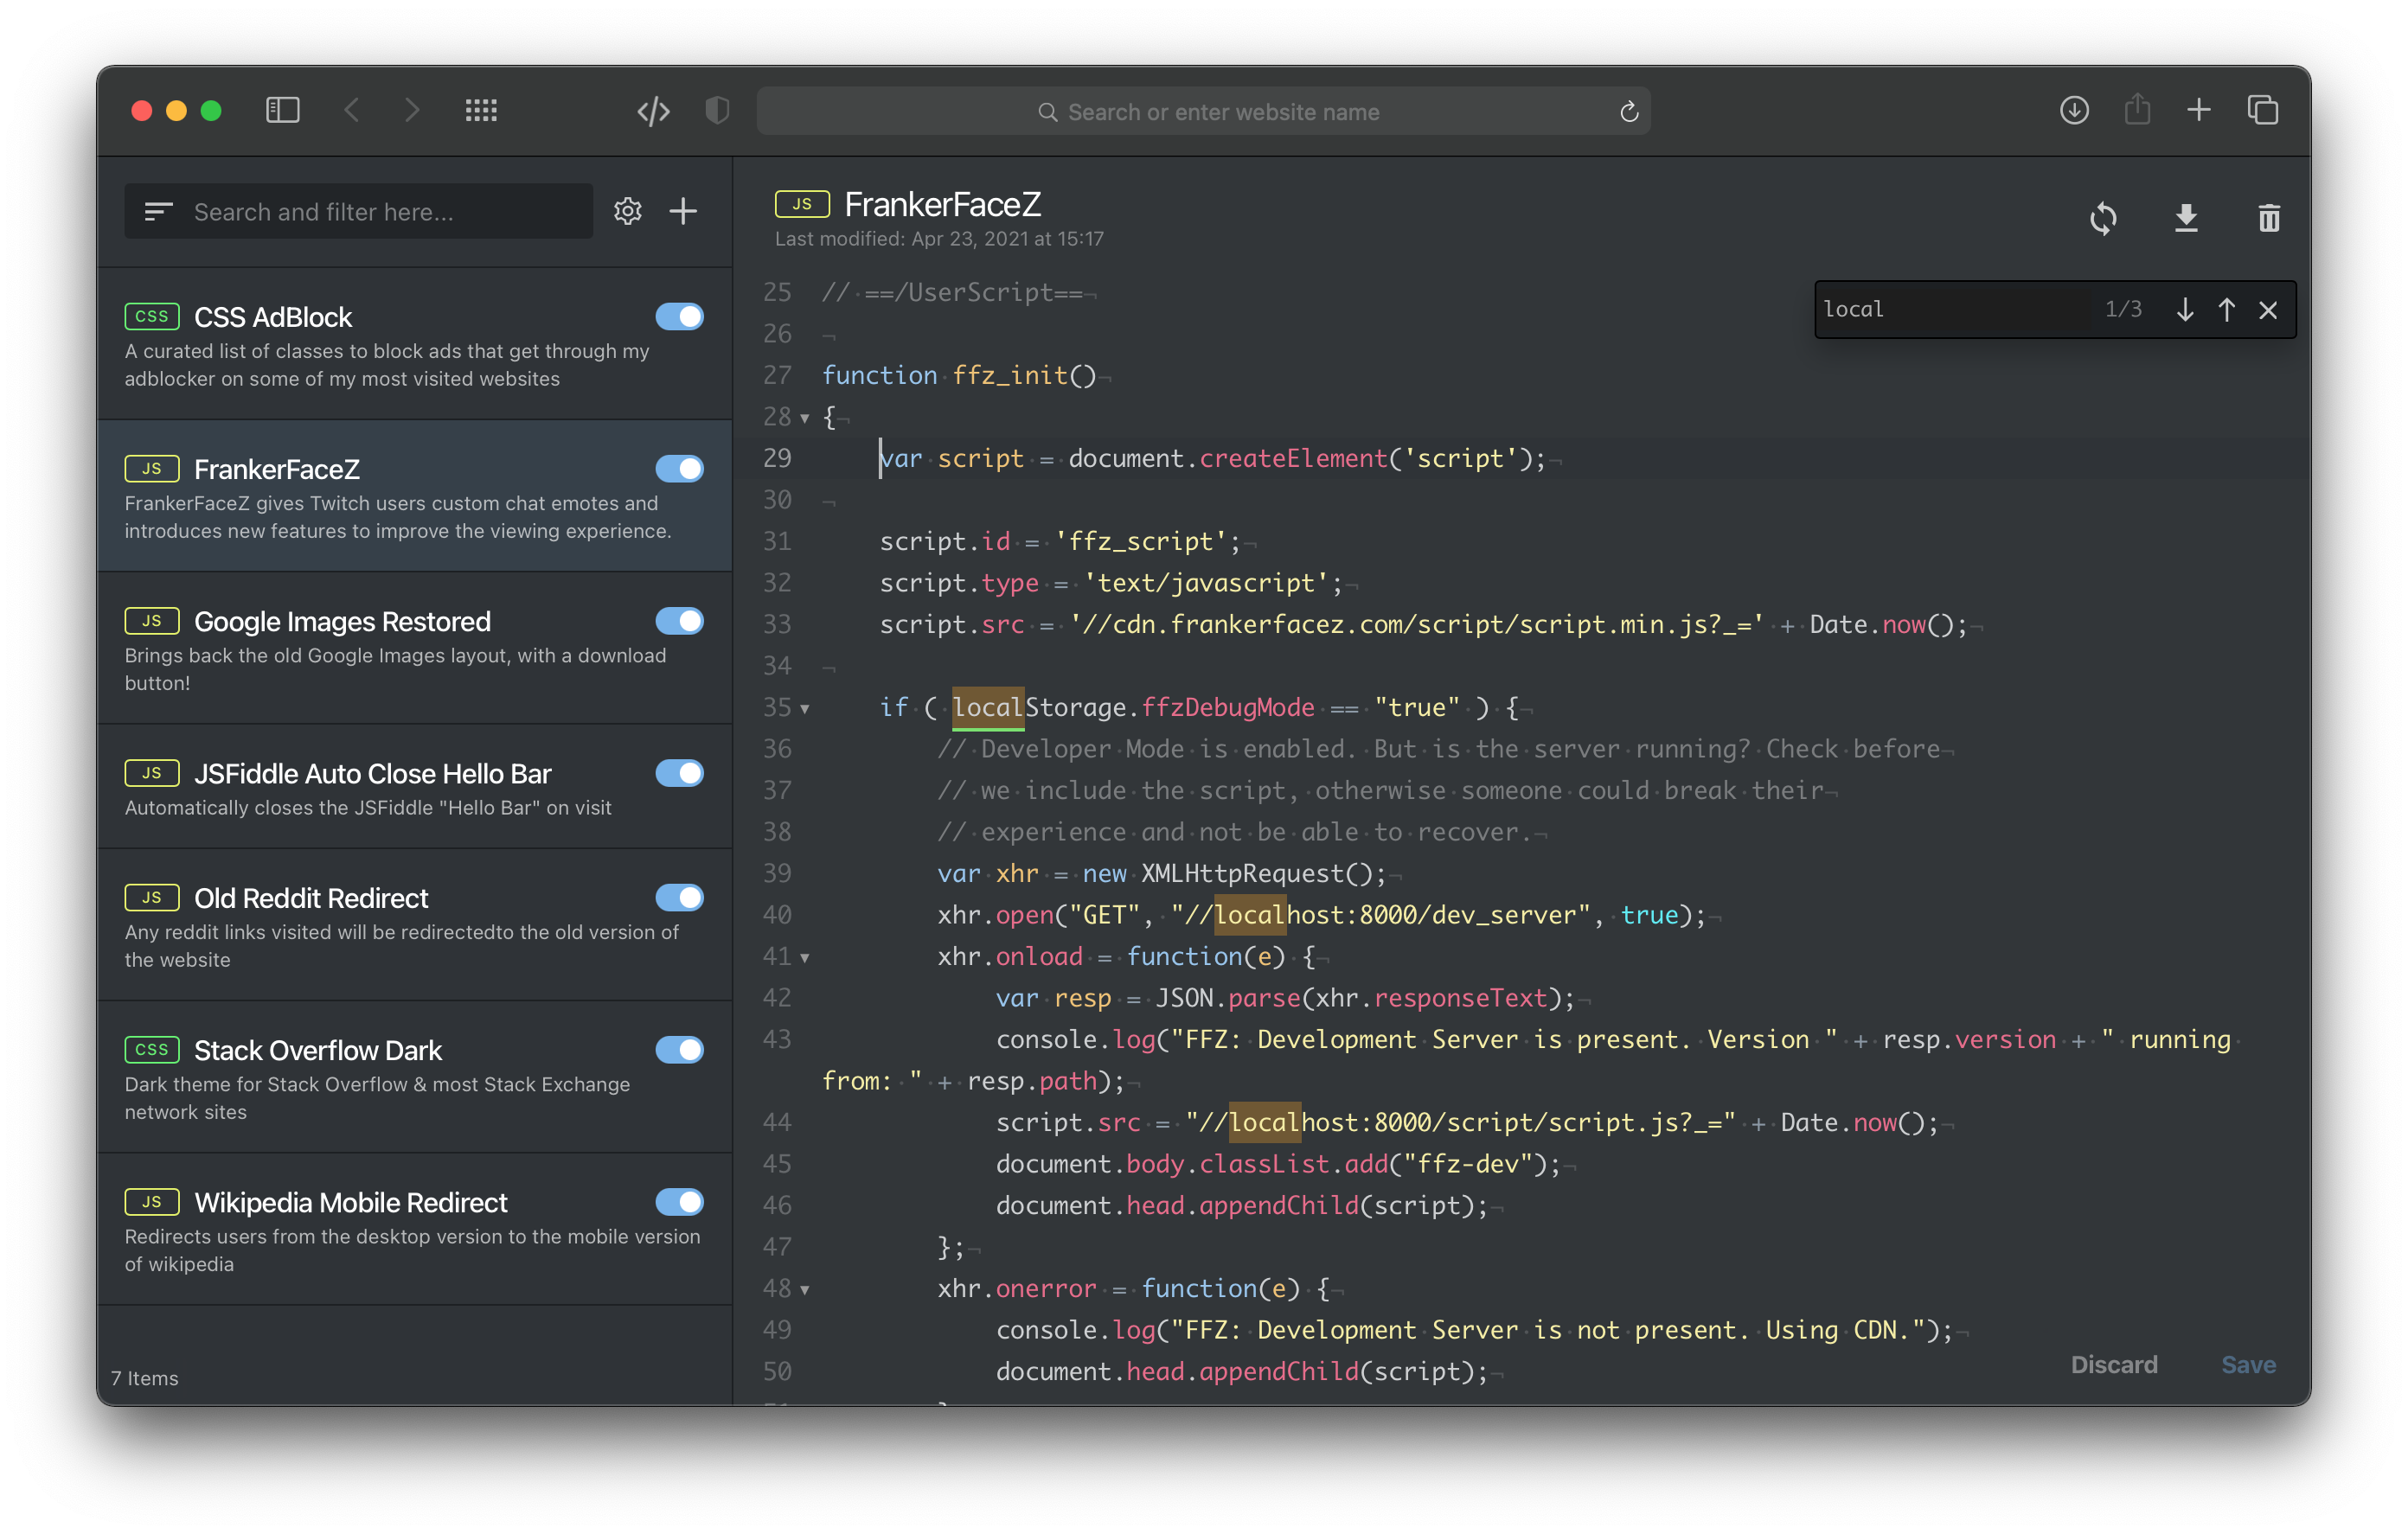 Search or enter website name
Search and filter here...
CSS CSS AdBlock
A curated list of classes to block ads that get through my
adblocker on some of my most visited websites
JS FrankerFaceZ
FrankerFaceZ gives Twitch users custom chat emotes and
introduces new features to improve the viewing experience.
JS Google Images Restored
Brings back the old Google Images layout, with a download
button!
JS JSFiddle Auto Close Hello Bar
Automatically closes the JSFiddle "Hello Bar" on visit
JS Old Reddit Redirect
Any reddit links visited will be redirectedto the old version of
the website
CSS Stack Overflow Dark
Dark theme for Stack Overflow & most Stack Exchange
network sites
JS Wikipedia Mobile Redirect
Redirects users from the desktop version to the mobile version
of wikipedia
7 Items
JS FrankerFaceZ
Last modified: Apr 23, 2021 at 15:17
local 1/3
25 // ==/UserScript==
26
27 function ffz_init()
28 {
29 var script = document.createElement('script');
30
31 script.id = 'ffz_script';
32 script.type = 'text/javascript';
33 script.src = '//cdn.frankerfacez.com/script/script.min.js?_=' + Date.now();
34
35 if ( localStorage.ffzDebugMode == "true" ) {
36 // Developer Mode is enabled. But is the server running? Check before
37 // we include the script, otherwise someone could break their
38 // experience and not be able to recover.
39 var xhr = new XMLHttpRequest();
40 xhr.open("GET", "//localhost:8000/dev_server", true);
41 xhr.onload = function(e) {
42 var resp = JSON.parse(xhr.responseText);
43 console.log("FFZ: Development Server is present. Version " + resp.version + " running
from: " + resp.path);
44 script.src = "//localhost:8000/script/script.js?_=" + Date.now();
45 document.body.classList.add("ffz-dev");
46 document.head.appendChild(script);
47 };
48 xhr.onerror = function(e) {
49 console.log("FFZ: Development Server is not present. Using CDN.");
50 document.head.appendChild(script);
Discard Save